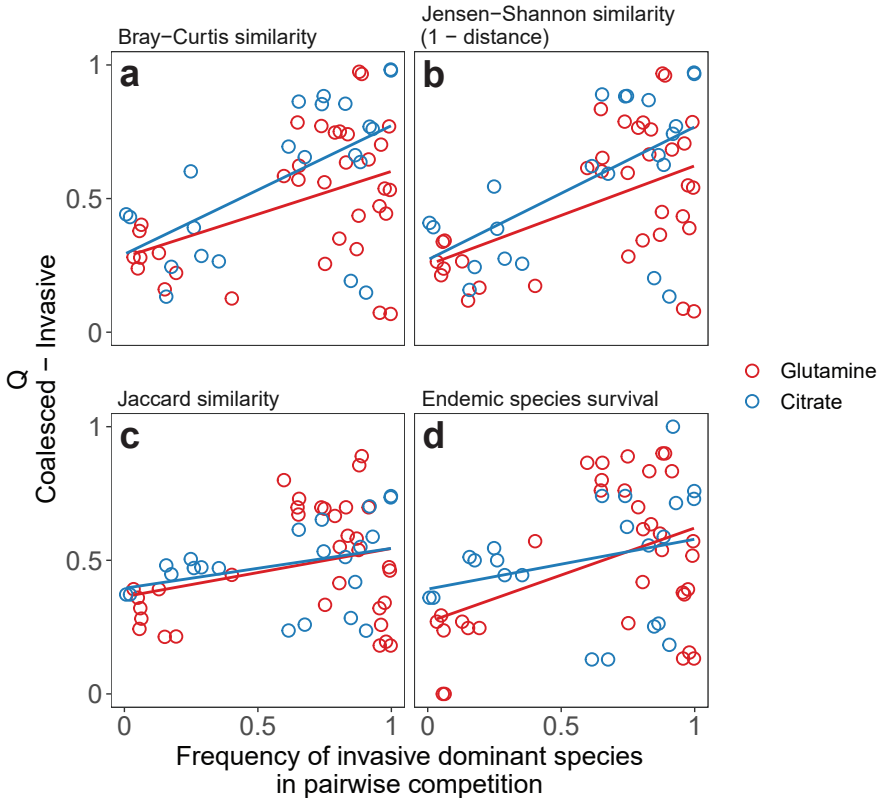 Bray−Curtis similarity
Jensen−Shannon similarity
(1 − distance)
a
b
1
0.5
0
Q
Coalesced − Invasive
Jaccard similarity
Endemic species survival
c
d
1
0.5
0
0
0.5
1
0
0.5
1
Frequency of invasive dominant species
in pairwise competition
Glutamine
Citrate